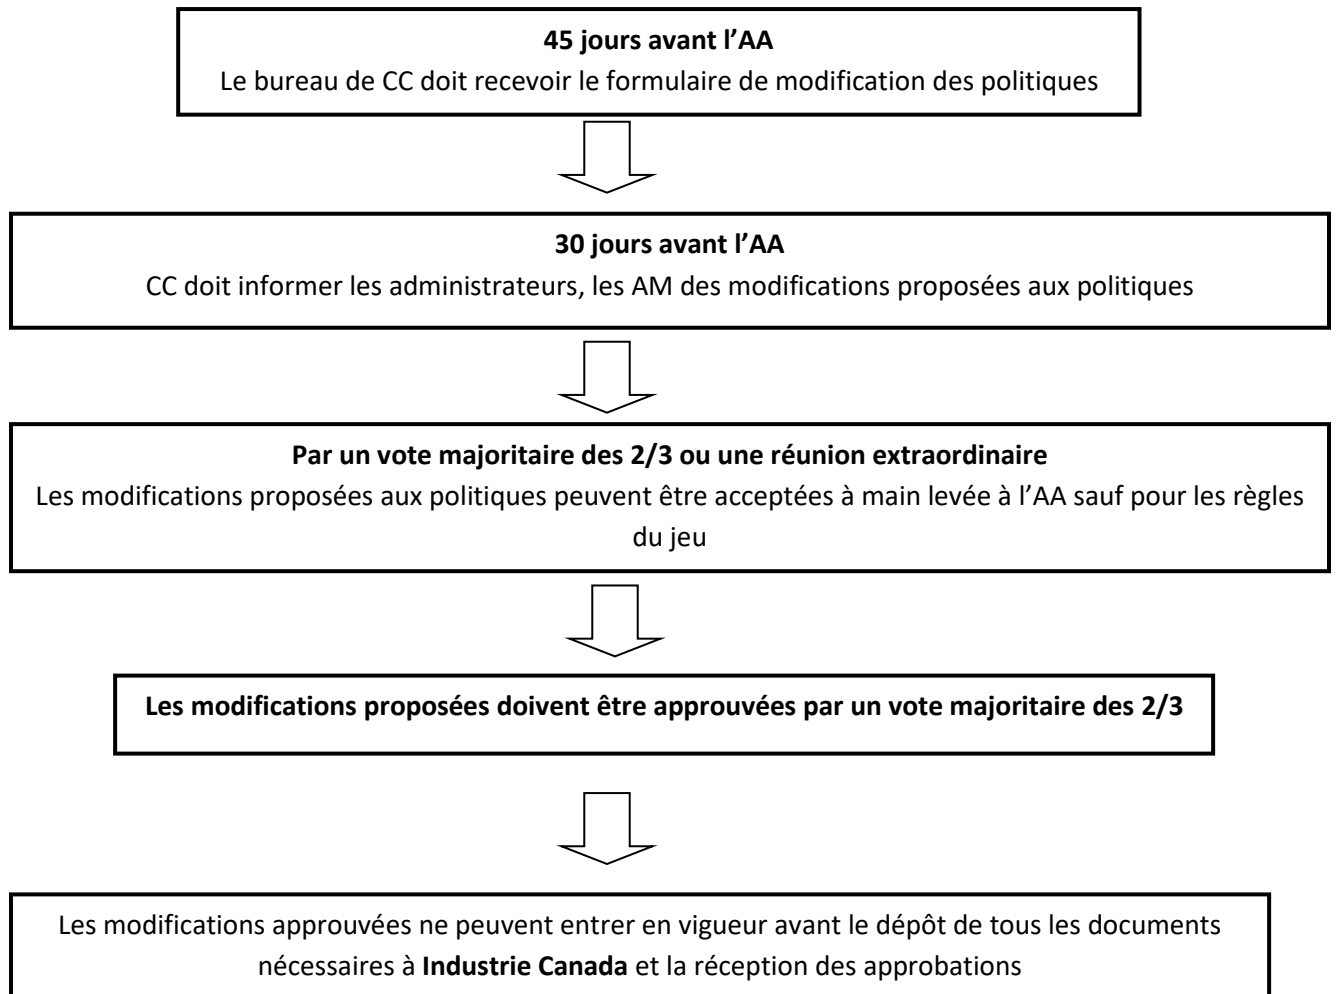 45 jours avant l’AA
Le bureau de CC doit recevoir le formulaire de modification des politiques
30 jours avant l’AA
CC doit informer les administrateurs, les AM des modifications proposées aux politiques
Par un vote majoritaire des 2/3 ou une réunion extraordinaire
Les modifications proposées aux politiques peuvent être acceptées à main levée à l’AA sauf pour les règles
du jeu
Les modifications proposées doivent être approuvées par un vote majoritaire des 2/3
Les modifications approuvées ne peuvent entrer en vigueur avant le dépôt de tous les documents
nécessaires à Industrie Canada et la réception des approbations